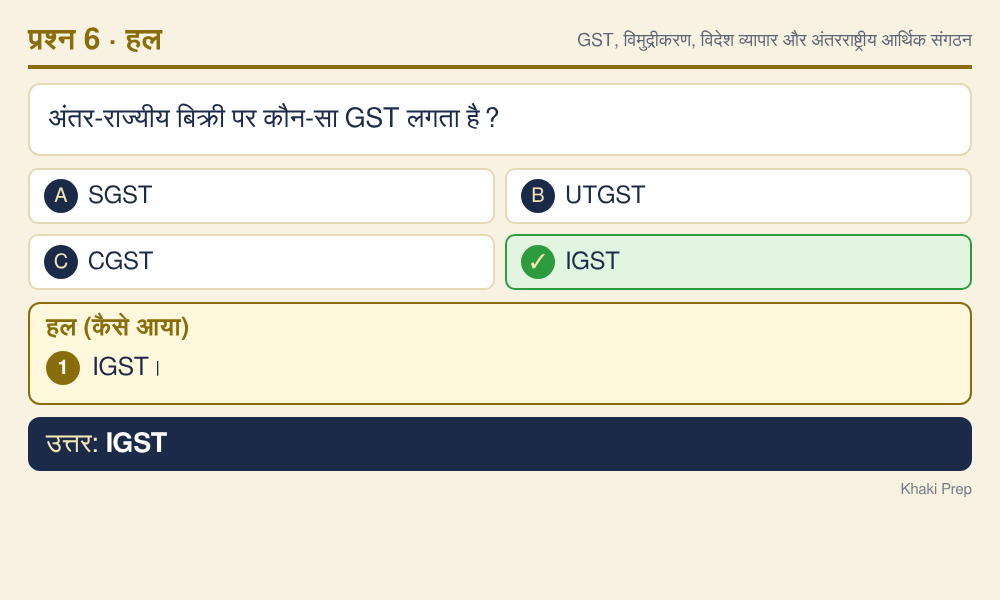 प्रश्न 6 · हल
GST, विमुद्रीकरण, विदेश व्यापार और अंतरराष्ट्रीय आर्थिक संगठन
अंतर-राज्यीय बिक्री पर कौन-सा GST लगता है ?
A SGST
B UTGST
C CGST
✓ IGST
हल (कैसे आया)
1 IGST।
उत्तर: IGST
Khaki Prep